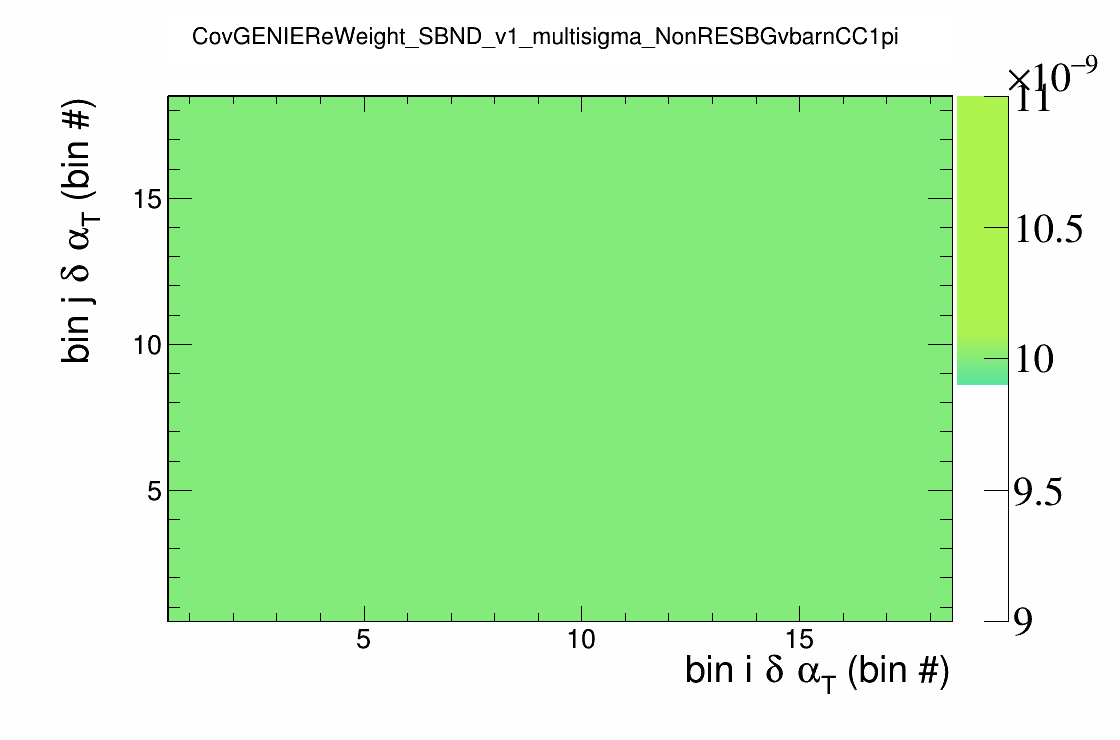 CovGENIEReWeight_SBND_v1_multisigma_NonRESBGvbarnCC1pi
×10⁻⁹
11
10.5
10
9.5
9
bin j δ α_T (bin #)
15
10
5
5 10 15
bin i δ α_T (bin #)